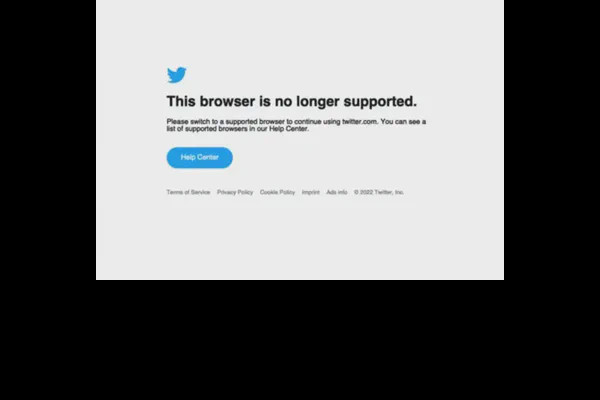 This browser is no longer supported.
Please switch to a supported browser to continue using twitter.com. You can see a
list of supported browsers in our Help Center.
Help Center
Terms of Service Privacy Policy Cookie Policy Imprint Ads info © 2022 Twitter, Inc.